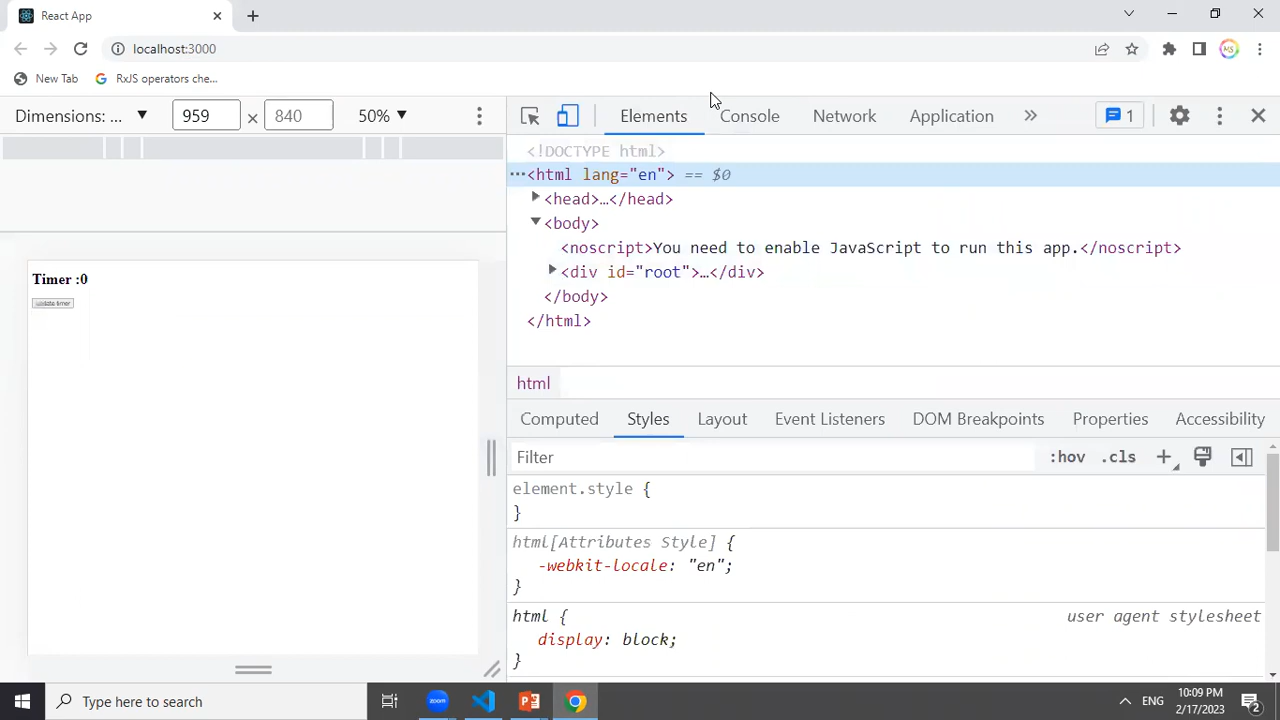 React App
localhost:3000
New Tab
RxJS operators che...
Dimensions: ...
959
×
840
50%
Elements
Console
Network
Application
1
<!DOCTYPE html>
<html lang="en"> == $0
<head>…</head>
<body>
<noscript>You need to enable JavaScript to run this app.</noscript>
<div id="root">…</div>
</body>
</html>
Timer :0
update timer
html
Computed
Styles
Layout
Event Listeners
DOM Breakpoints
Properties
Accessibility
Filter
:hov
.cls
element.style {
}
html[Attributes Style] {
-webkit-locale: "en";
}
html {
user agent stylesheet
display: block;
}
Type here to search
zoom
ENG
10:09 PM
2/17/2023
2